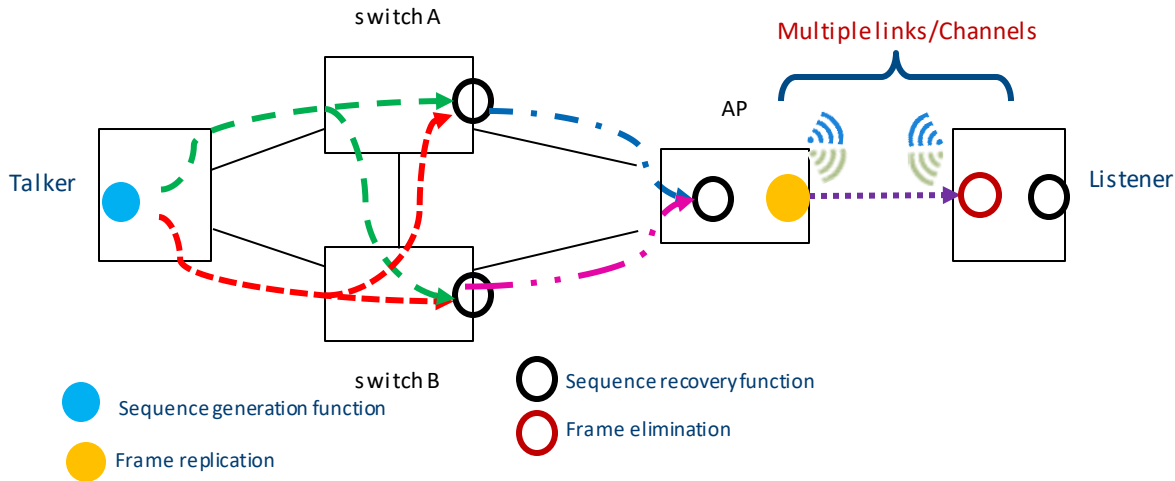 switch A
Multiple links/Channels
AP
Talker
Listener
switch B
Sequence generation function
Sequence recovery function
Frame replication
Frame elimination